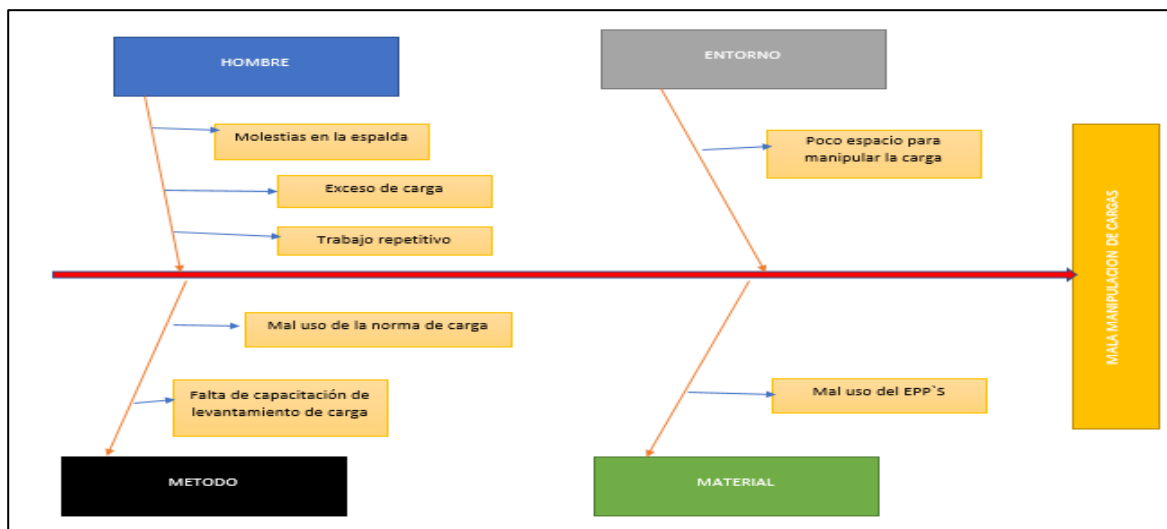 HOMBRE
ENTORNO
Molestias en la espalda
Poco espacio para
manipular la carga
Exceso de carga
Trabajo repetitivo
MALA MANIPULACION DE CARGAS
Mal uso de la norma de carga
Falta de capacitación de
levantamiento de carga
Mal uso del EPP`S
METODO
MATERIAL